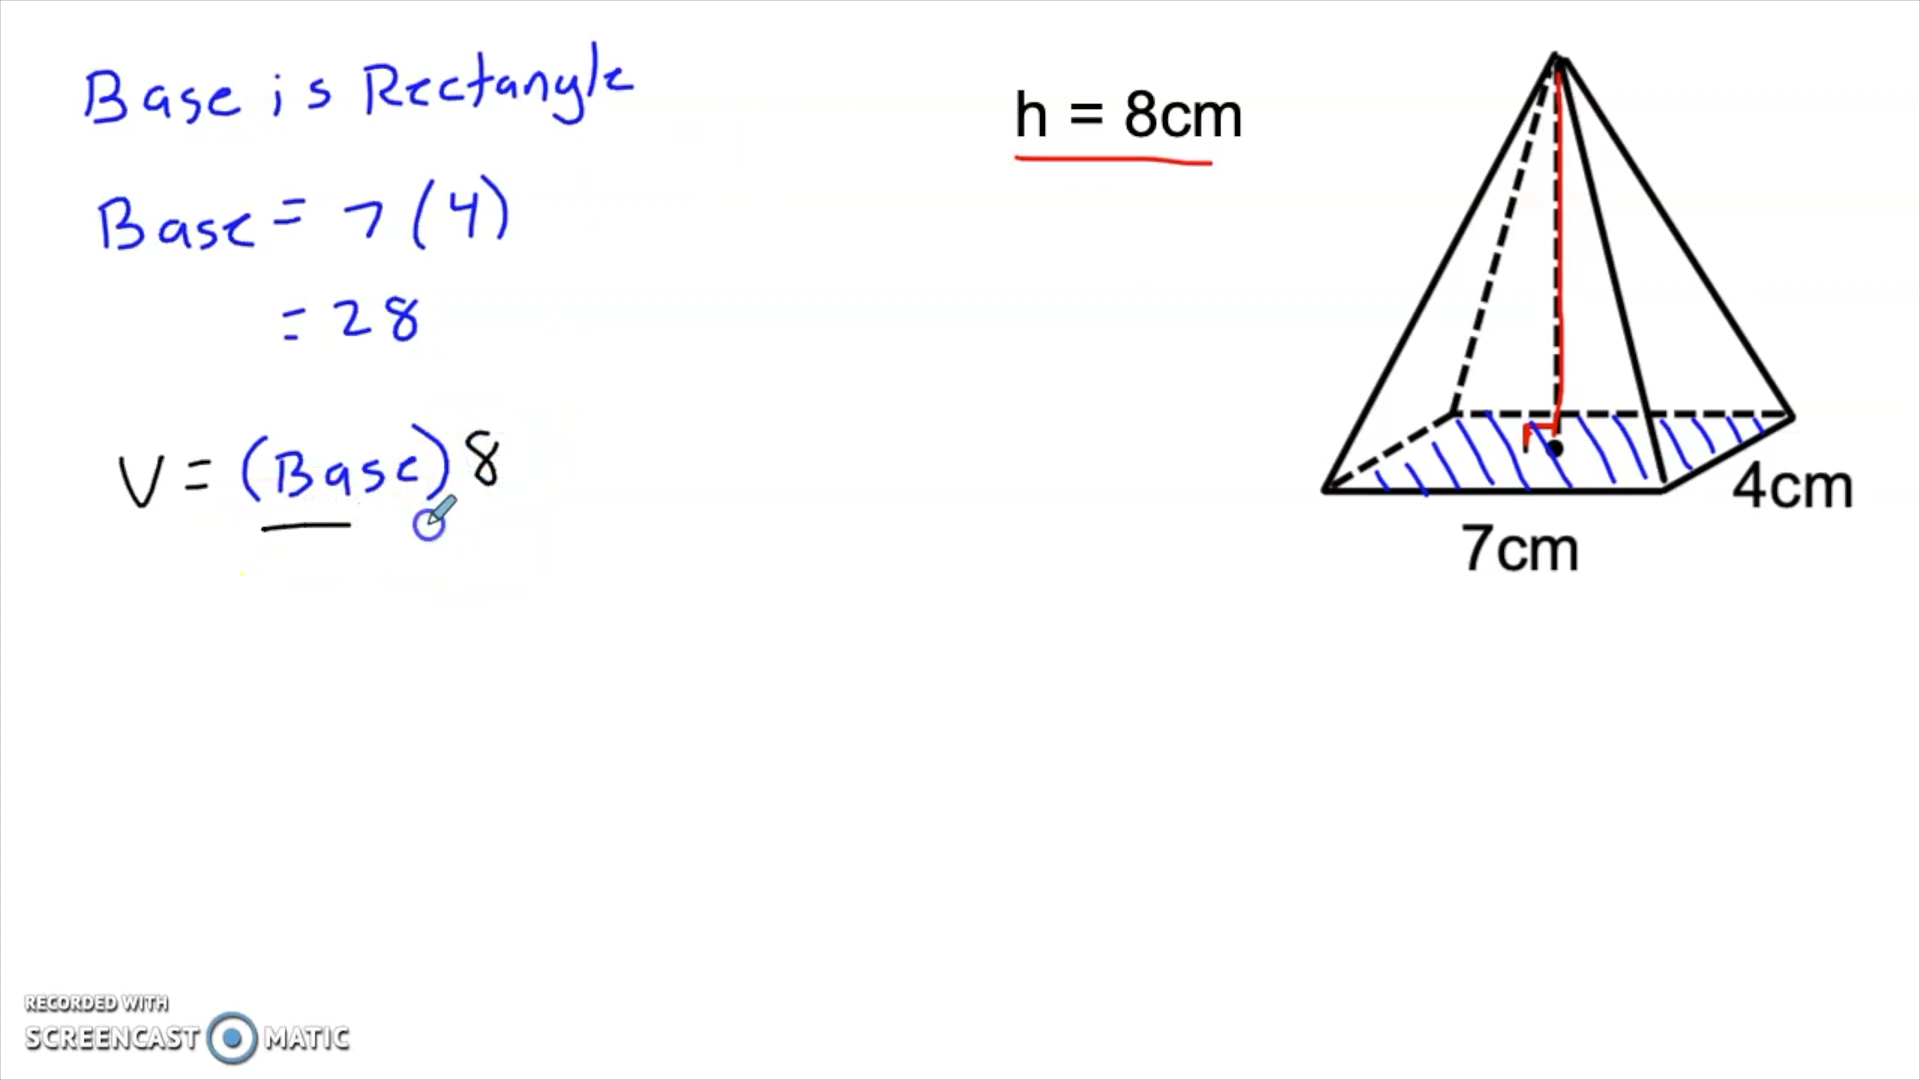 Base is Rectangle
Base = 7 (4)
= 28
V = (Base) 8
h = 8cm
4cm
7cm
RECORDED WITH
SCREENCAST MATIC